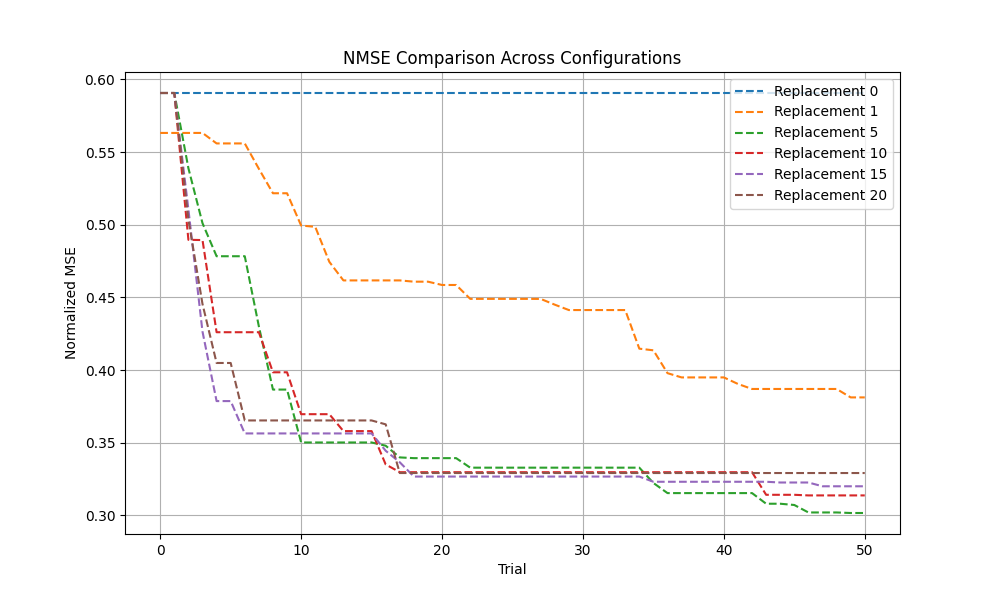 NMSE Comparison Across Configurations
0.60
0.55
0.50
0.45
0.40
0.35
0.30
Normalized MSE
Replacement 0
Replacement 1
Replacement 5
Replacement 10
Replacement 15
Replacement 20
0 10 20 30 40 50
Trial